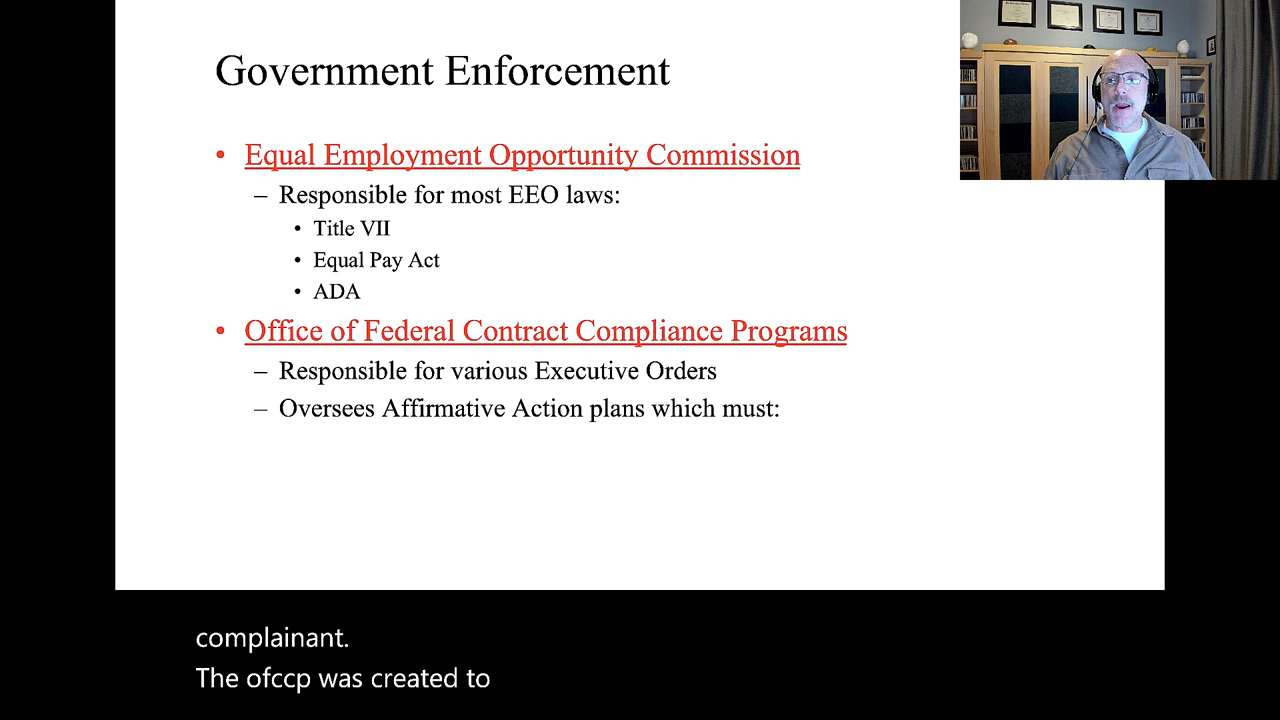 Government Enforcement
• Equal Employment Opportunity Commission
– Responsible for most EEO laws:
• Title VII
• Equal Pay Act
• ADA
• Office of Federal Contract Compliance Programs
– Responsible for various Executive Orders
– Oversees Affirmative Action plans which must:
complainant.
The ofccp was created to